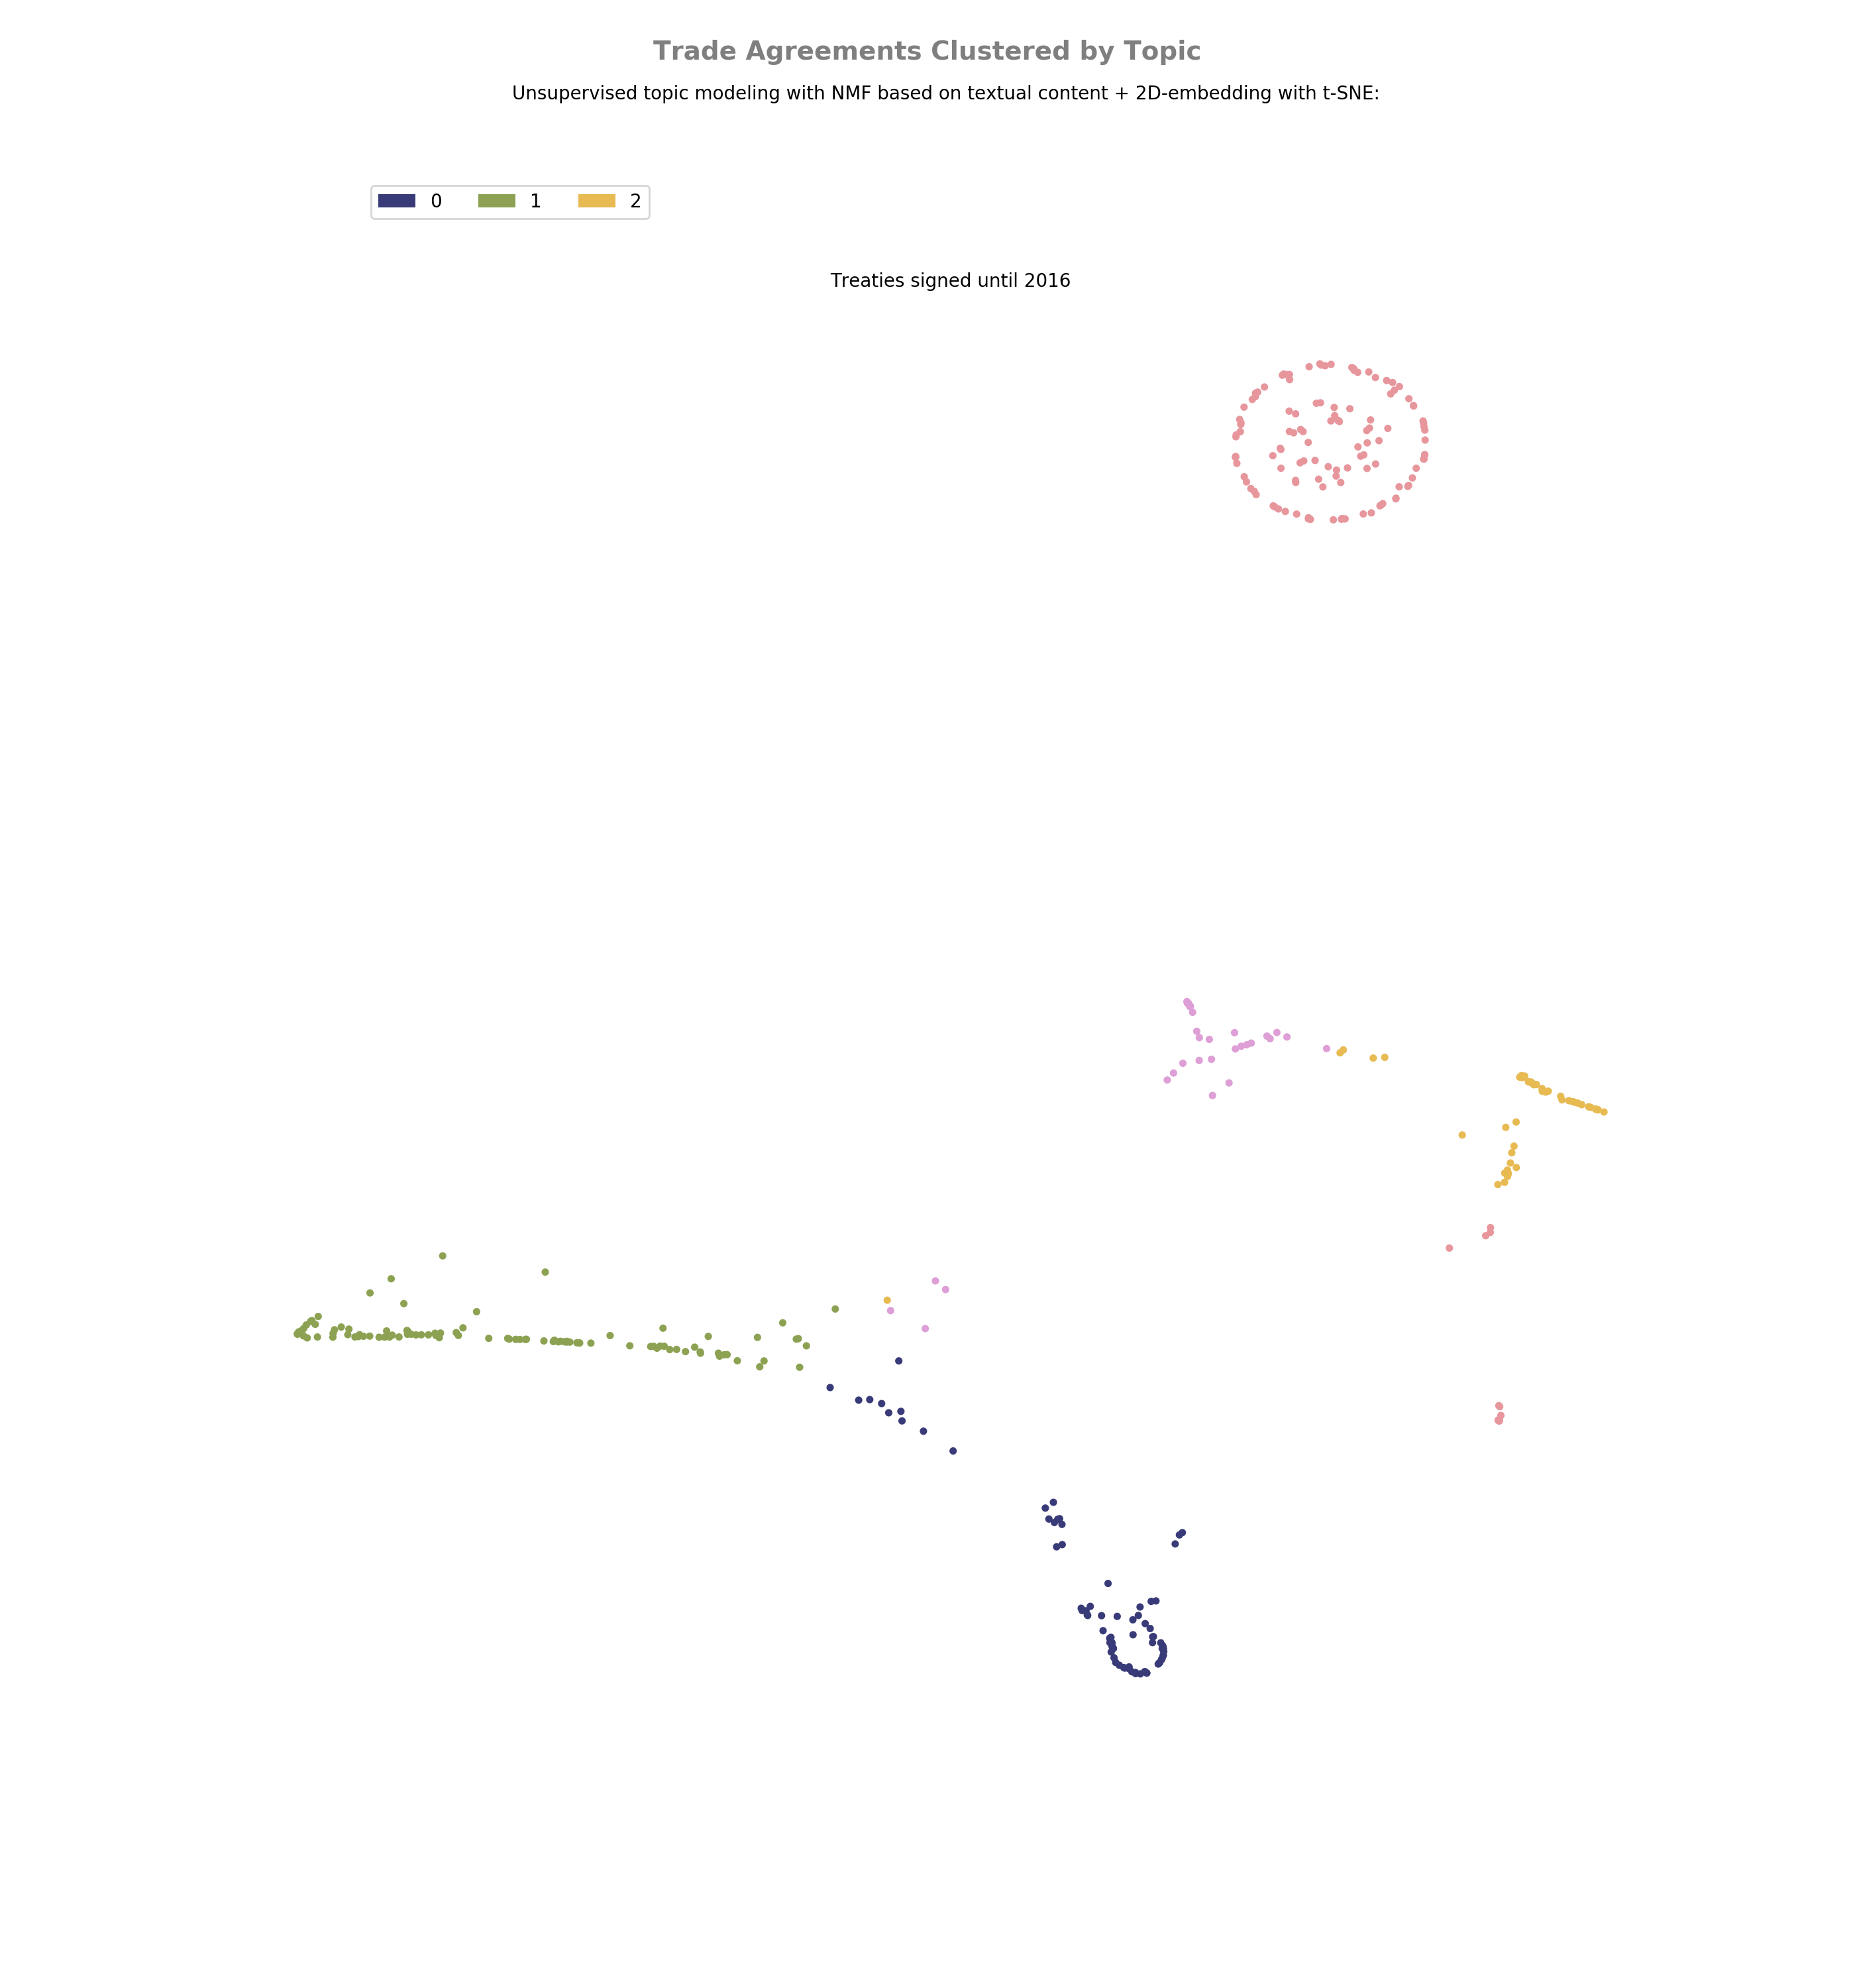 Trade Agreements Clustered by Topic
Unsupervised topic modeling with NMF based on textual content + 2D-embedding with t-SNE:
0 1 2
Treaties signed until 2016